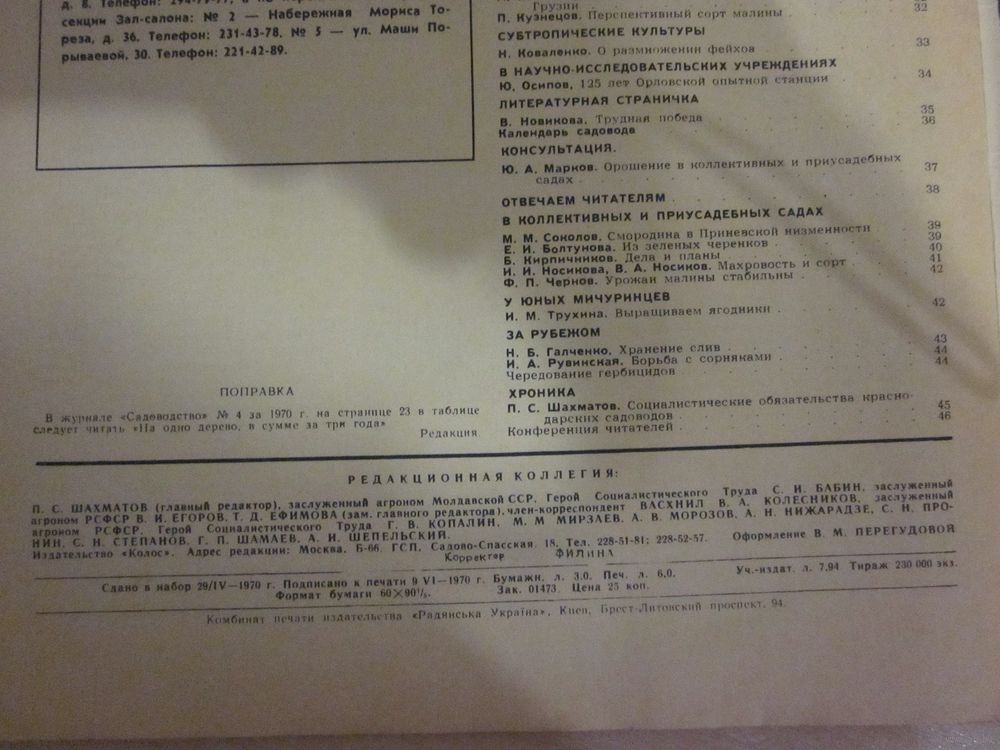 д. 8. Телефон:
секции Зал-салона: № 2 — Набережная Мориса То-
реза, д. 36. Телефон: 231-43-78, № 5 — ул. Маши По-
рываевой, 30. Телефон: 221-42-89.
ПОПРАВКА
В журнале «Садоводство» № 4 за 1970 г. на странице 23 в таблице
следует читать «На одно дерево, в сумме за три года»
Редакция
Грузии 32
П. Кузнецов. Перспективный сорт малины
СУБТРОПИЧЕСКИЕ КУЛЬТУРЫ
Н. Коваленко. О размножении фейхоа 33
В НАУЧНО-ИССЛЕДОВАТЕЛЬСКИХ УЧРЕЖДЕНИЯХ
Ю. Осипов, 125 лет Орловской опытной станции 34
ЛИТЕРАТУРНАЯ СТРАНИЧКА
В. Новикова. Трудная победа 35
Календарь садовода 36
КОНСУЛЬТАЦИЯ.
Ю. А. Марков. Орошение в коллективных и приусадебных
садах 37
ОТВЕЧАЕМ ЧИТАТЕЛЯМ 38
В КОЛЛЕКТИВНЫХ И ПРИУСАДЕБНЫХ САДАХ
М. М. Соколов. Смородина в Приневской низменности 39
Е. И. Болтунова. Из зеленых черенков 39
Б. Кирпичников. Дела и планы 40
И. И. Носикова, В. А. Носиков. Махровость и сорт 41
Ф. П. Чернов. Урожаи малины стабильны 42
У ЮНЫХ МИЧУРИНЦЕВ
И. М. Трухина. Выращиваем ягодники 42
ЗА РУБЕЖОМ
Н. Б. Галченко. Хранение слив 43
И. А. Рувинская. Борьба с сорняками 44
Чередование гербицидов 44
ХРОНИКА
П. С. Шахматов. Социалистические обязательства красно-
дарских садоводов 45
Конференция читателей 46
РЕДАКЦИОННАЯ КОЛЛЕГИЯ:
П. С. ШАХМАТОВ (главный редактор), заслуженный агроном Молдавской ССР, Герой Социалистического Труда С. И. БАБИН, заслуженный
агроном РСФСР В. И. ЕГОРОВ, Т. Д. ЕФИМОВА (зам. главного редактора), член-корреспондент ВАСХНИЛ В. А. КОЛЕСНИКОВ, заслуженный
агроном РСФСР, Герой Социалистического Труда Г. В. КОПАЛИН, М. М. МИРЗАЕВ, А. В. МОРОЗОВ, А. Н. НИЖАРАДЗЕ, С. Н. ПРО-
НИН, С. Н. СТЕПАНОВ, Г. П. ШАМАЕВ, А. И. ШЕПЕЛЬСКИЙ.
Издательство «Колос». Адрес редакции: Москва, Б-66, ГСП, Садово-Спасская, 18, Тел. 228-51-81; 228-52-57. Оформление В. М. ПЕРЕГУДОВОЙ
Корректор ФИЛИНА
Сдано в набор 29/IV—1970 г. Подписано к печати 9 VI—1970 г. Бумажн. л. 3,0. Печ. л. 6,0. Уч.-издат. л. 7,94 Тираж 230 000 экз.
Формат бумаги 60×90⅛. Зак. 01473. Цена 25 коп.
Комбинат печати издательства «Радянська Україна», Киев, Брест-Литовский проспект, 94.